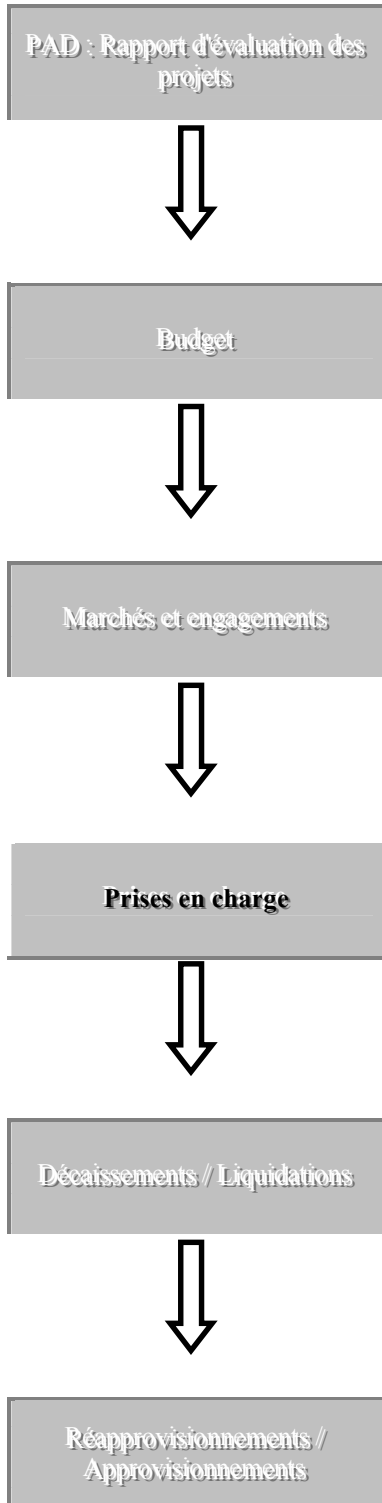 PAD : Rapport d'évaluation des
projets
Budget
Marchés et engagements
Prises en charge
Décaissements / Liquidations
Réapprovisionnements /
Approvisionnements